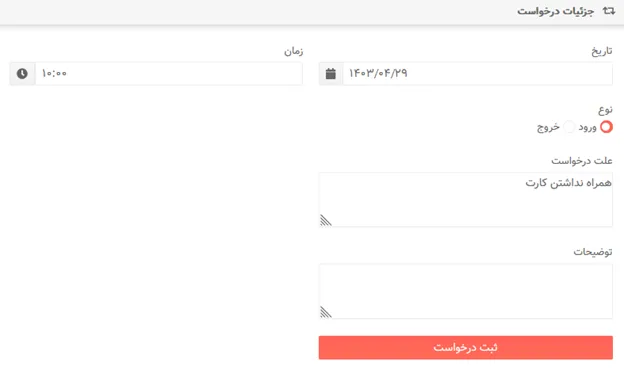 جزئیات درخواست
تاریخ
۱۴۰۳/۰۴/۲۹
زمان
۱۰:۰۰
نوع
ورود خروج
علت درخواست
همراه نداشتن کارت
توضیحات
ثبت درخواست